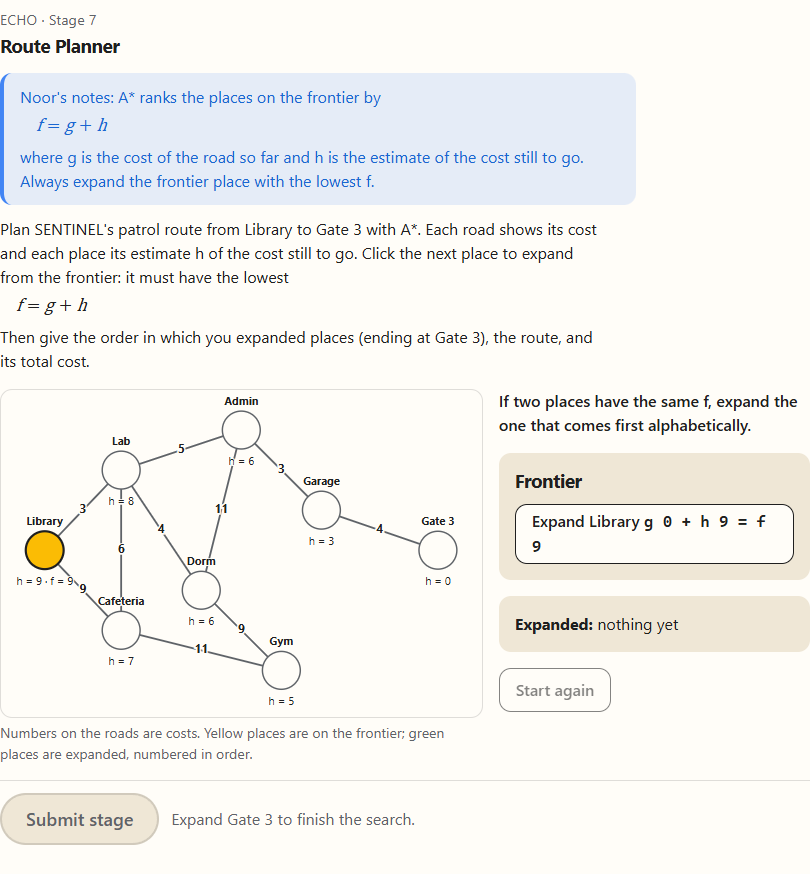 ECHO · Stage 7
Route Planner
Noor's notes: A* ranks the places on the frontier by
f = g + h
where g is the cost of the road so far and h is the estimate of the cost still to go.
Always expand the frontier place with the lowest f.
Plan SENTINEL's patrol route from Library to Gate 3 with A*. Each road shows its cost
and each place its estimate h of the cost still to go. Click the next place to expand
from the frontier: it must have the lowest
f = g + h
Then give the order in which you expanded places (ending at Gate 3), the route, and
its total cost.
Admin
h = 6
Lab
h = 8
Garage
h = 3
Library
h = 9 · f = 9
Gate 3
h = 0
Dorm
h = 6
Cafeteria
h = 7
Gym
h = 5
5
3
3
11
4
4
6
9
9
11
Numbers on the roads are costs. Yellow places are on the frontier; green
places are expanded, numbered in order.
If two places have the same f, expand the
one that comes first alphabetically.
Frontier
Expand Library g 0 + h 9 = f
9
Expanded: nothing yet
Start again
Submit stage
Expand Gate 3 to finish the search.